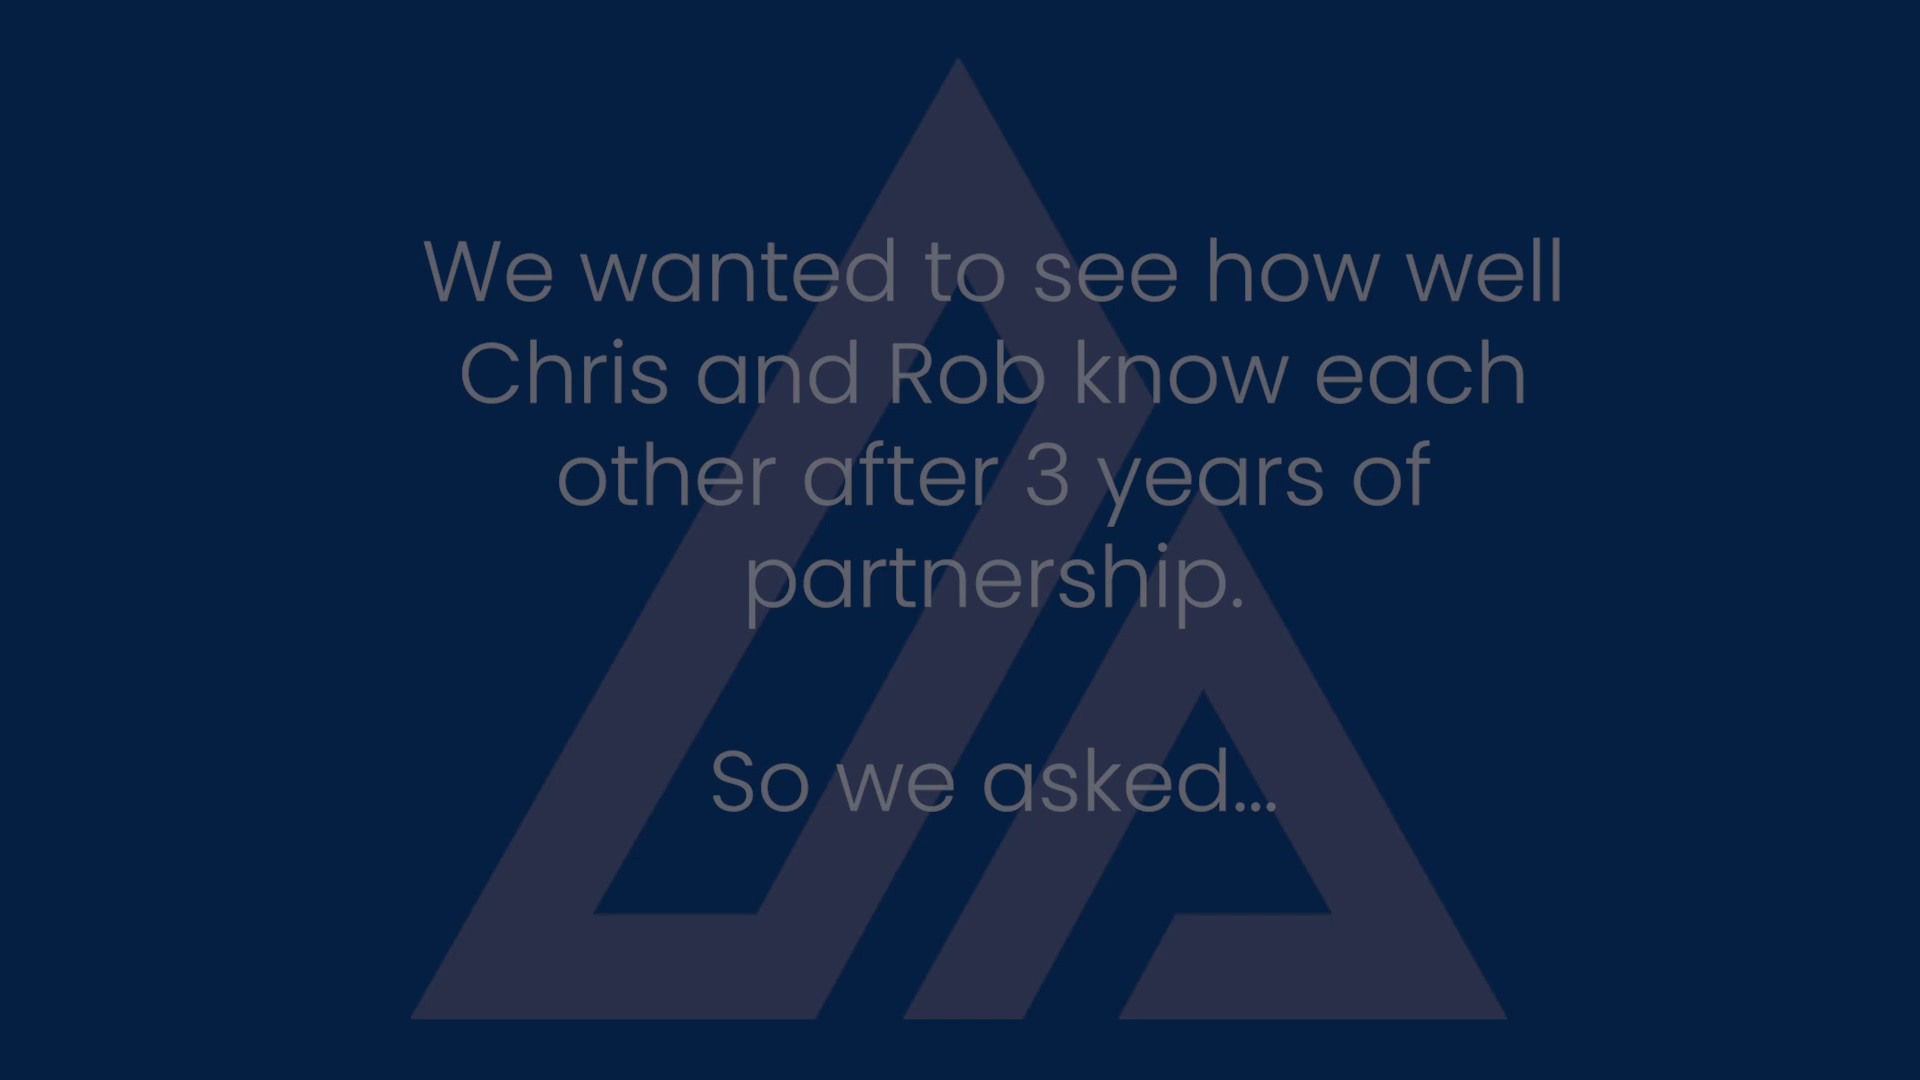 We wanted to see how well
Chris and Rob know each
other after 3 years of
partnership.
So we asked...